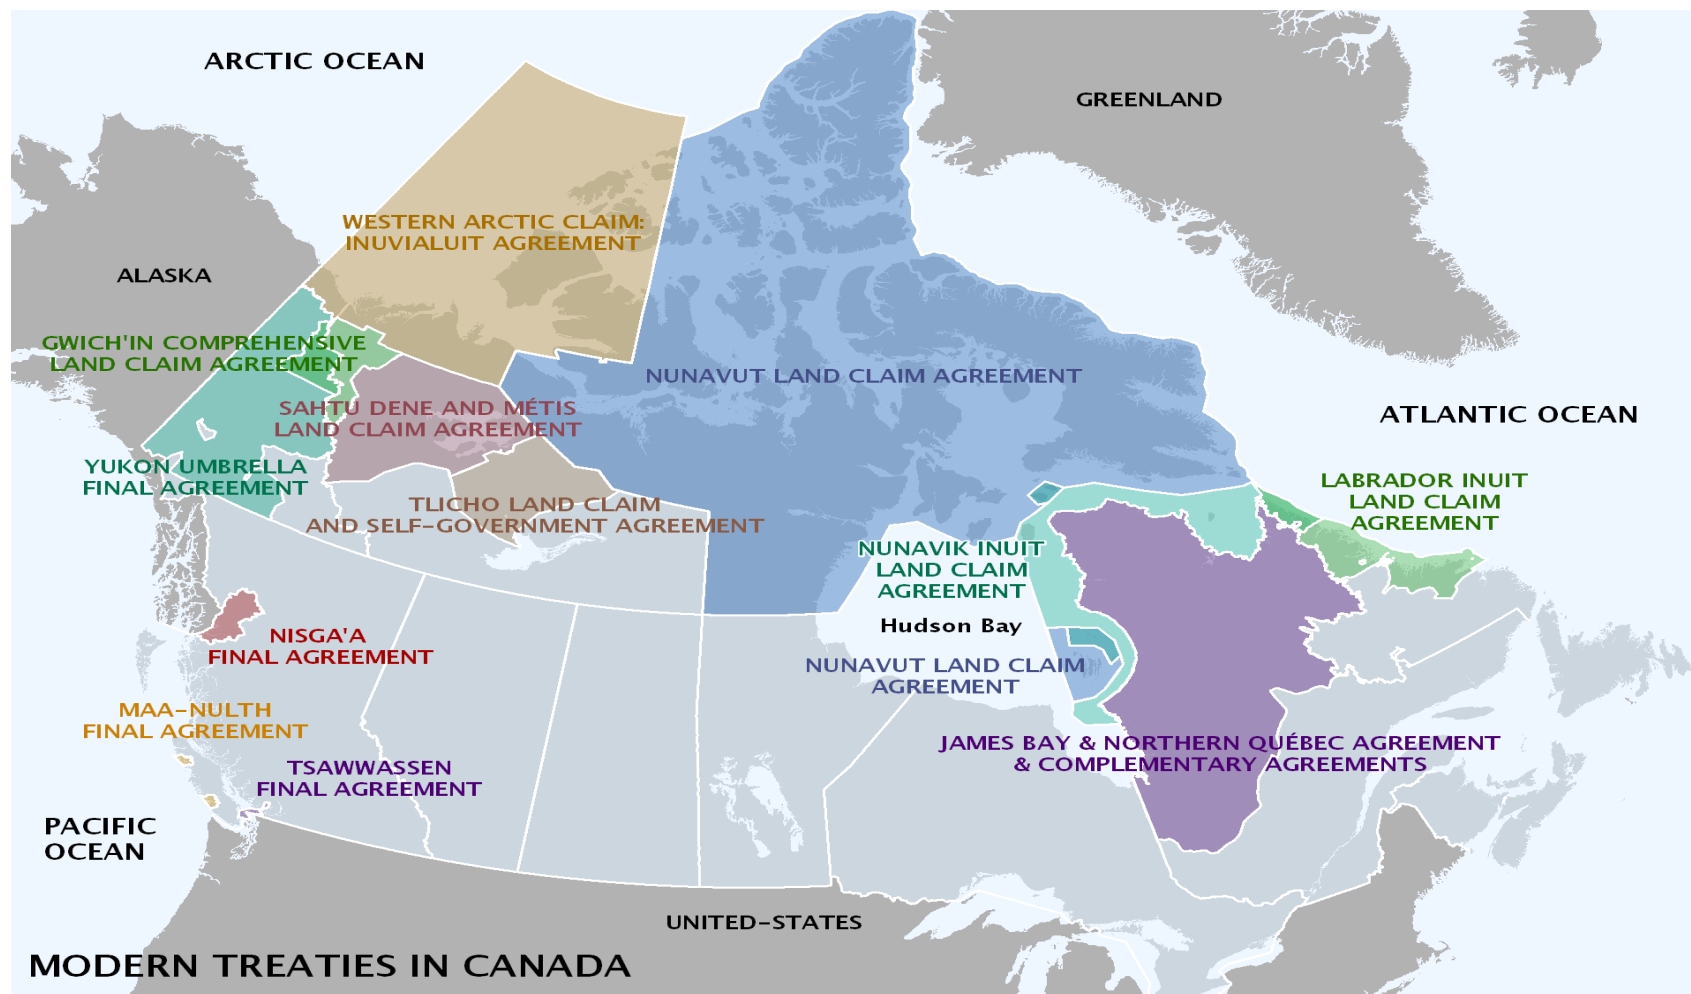 ARCTIC OCEAN
GREENLAND
WESTERN ARCTIC CLAIM:
INUVIALUIT AGREEMENT
ALASKA
GWICH'IN COMPREHENSIVE
LAND CLAIM AGREEMENT
NUNAVUT LAND CLAIM AGREEMENT
SAHTU DENE AND MÉTIS
LAND CLAIM AGREEMENT
ATLANTIC OCEAN
YUKON UMBRELLA
FINAL AGREEMENT
LABRADOR INUIT
LAND CLAIM
AGREEMENT
TLICHO LAND CLAIM
AND SELF-GOVERNMENT AGREEMENT
NUNAVIK INUIT
LAND CLAIM
AGREEMENT
Hudson Bay
NISGA'A
FINAL AGREEMENT
NUNAVUT LAND CLAIM
AGREEMENT
MAA-NULTH
FINAL AGREEMENT
JAMES BAY & NORTHERN QUÉBEC AGREEMENT
& COMPLEMENTARY AGREEMENTS
TSAWWASSEN
FINAL AGREEMENT
PACIFIC
OCEAN
UNITED-STATES
MODERN TREATIES IN CANADA